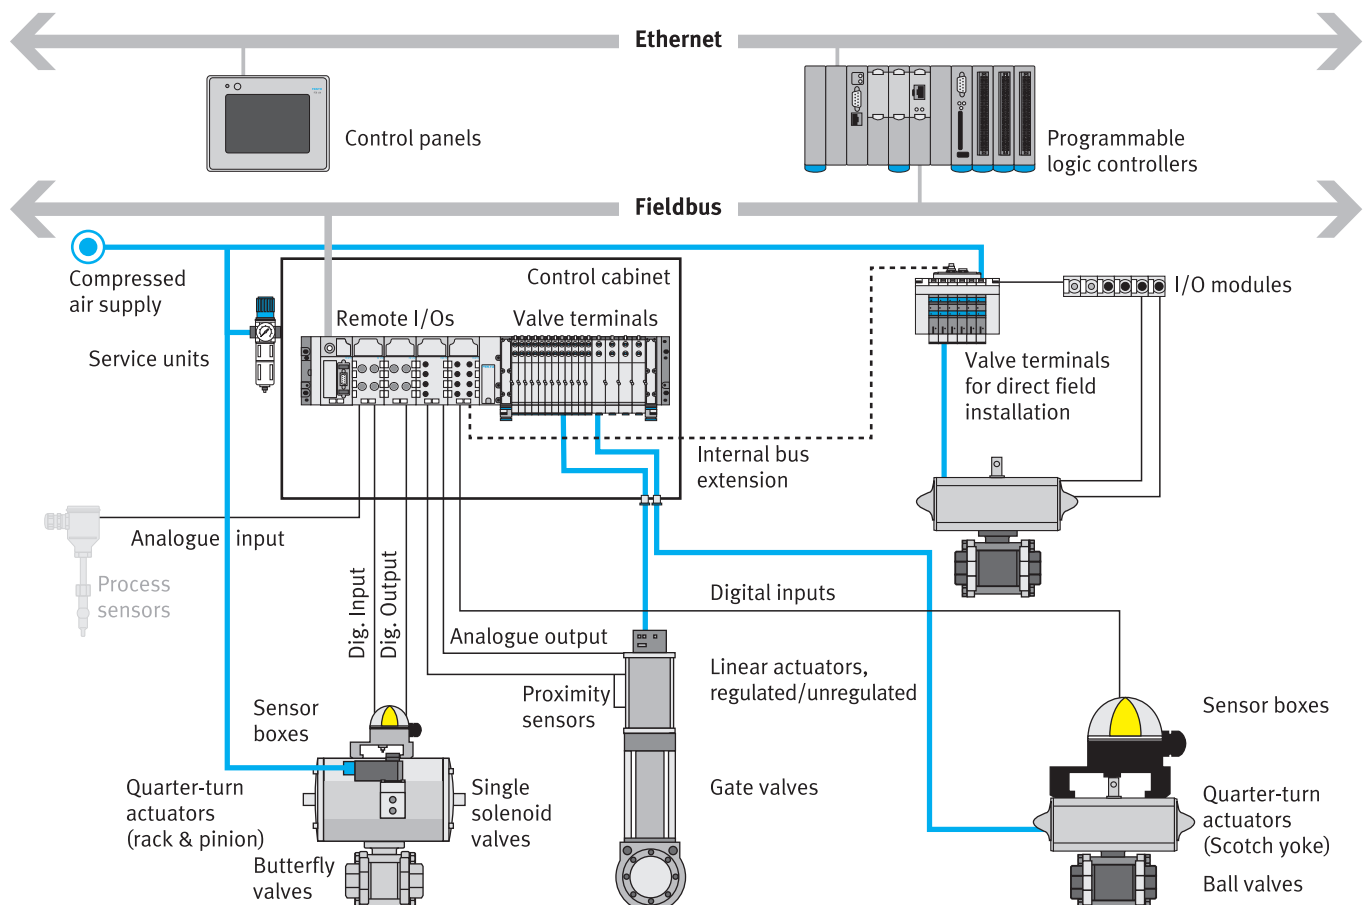 Ethernet
Control panels
Programmable
logic controllers
Fieldbus
Compressed
air supply
Control cabinet
I/O modules
Remote I/Os
Valve terminals
Service units
Valve terminals
for direct field
installation
Internal bus
extension
Analogue input
Process
sensors
Dig. Input
Dig. Output
Digital inputs
Analogue output
Linear actuators,
regulated/unregulated
Proximity
sensors
Sensor
boxes
Sensor boxes
Quarter-turn
actuators
(rack & pinion)
Single
solenoid
valves
Gate valves
Quarter-turn
actuators
(Scotch yoke)
Butterfly
valves
Ball valves